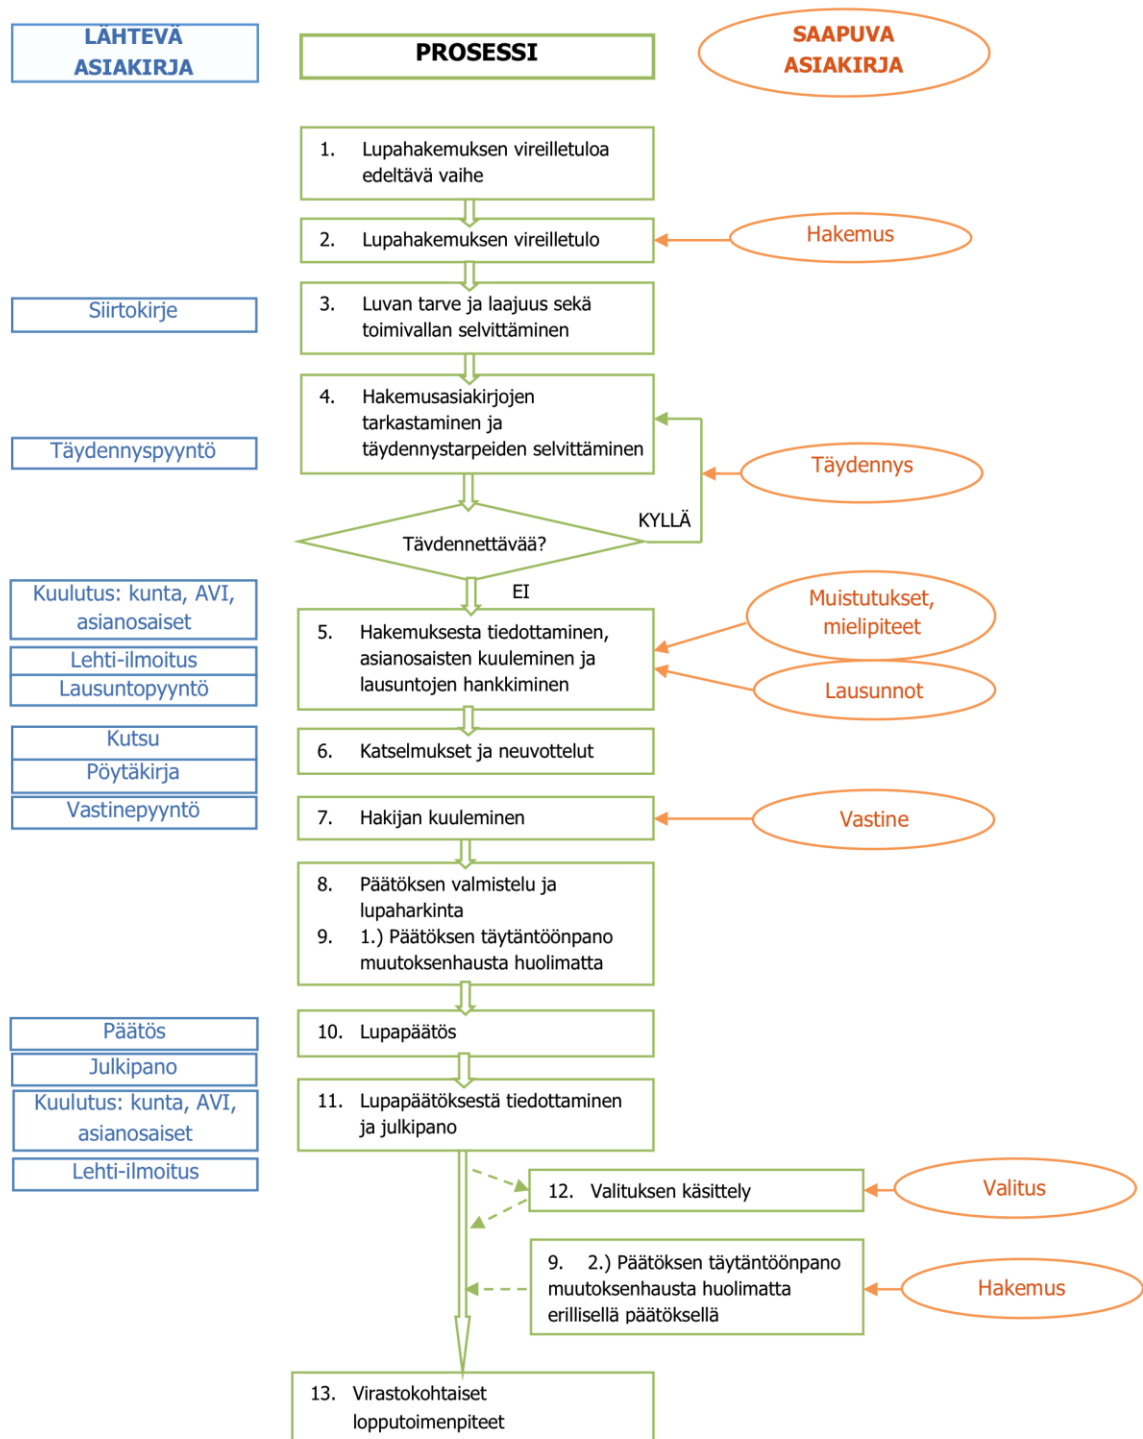 LÄHTEVÄ
ASIAKIRJA
PROSESSI
SAAPUVA
ASIAKIRJA
1. Lupahakemuksen vireilletuloa
edeltävä vaihe
2. Lupahakemuksen vireilletulo
Hakemus
Siirtokirje
3. Luvan tarve ja laajuus sekä
toimivallan selvittäminen
4. Hakemusasiakirjojen
tarkastaminen ja
täydennystarpeiden selvittäminen
Täydennyspyyntö
Täydennys
KYLLÄ
Tävdennettävää?
EI
Kuulutus: kunta, AVI,
asianosaiset
Lehti-ilmoitus
Lausuntopyyntö
5. Hakemuksesta tiedottaminen,
asianosaisten kuuleminen ja
lausuntojen hankkiminen
Muistutukset,
mielipiteet
Lausunnot
Kutsu
Pöytäkirja
6. Katselmukset ja neuvottelut
Vastinepyyntö
7. Hakijan kuuleminen
Vastine
8. Päätöksen valmistelu ja
lupaharkinta
9. 1.) Päätöksen täytäntöönpano
muutoksenhausta huolimatta
Päätös
10. Lupapäätös
Julkipano
Kuulutus: kunta, AVI,
asianosaiset
Lehti-ilmoitus
11. Lupapäätöksestä tiedottaminen
ja julkipano
12. Valituksen käsittely
Valitus
9. 2.) Päätöksen täytäntöönpano
muutoksenhausta huolimatta
erillisellä päätöksellä
Hakemus
13. Virastokohtaiset
lopputoimenpiteet